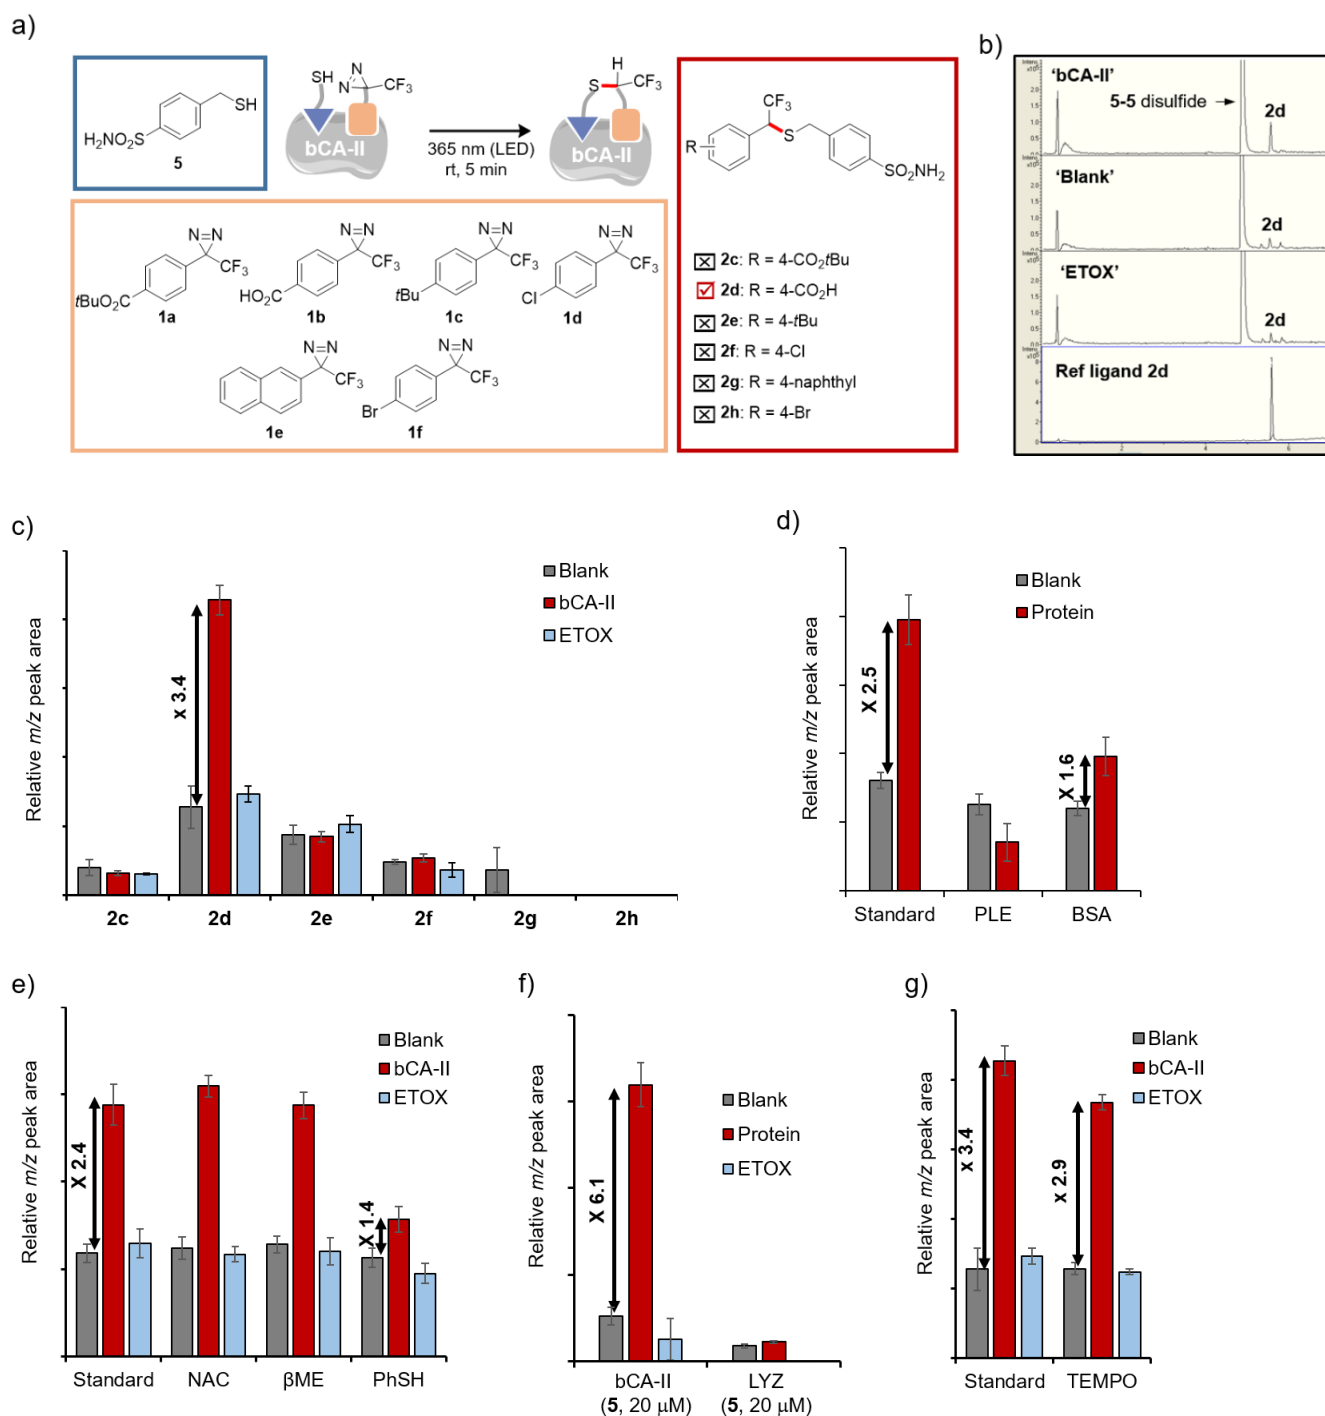 a)
SH
H2NO2S
5
SH
N
N
CF3
bCA-II
365 nm (LED)
rt, 5 min
H
S
CF3
bCA-II
N=N
CF3
tBuO2C
1a
N=N
CF3
HO2C
1b
N=N
CF3
tBu
1c
N=N
CF3
Cl
1d
N=N
CF3
1e
N=N
CF3
Br
1f
CF3
S
R
SO2NH2
2c: R = 4-CO2tBu
2d: R = 4-CO2H
2e: R = 4-tBu
2f: R = 4-Cl
2g: R = 4-naphthyl
2h: R = 4-Br
b)
'bCA-II'
5-5 disulfide
2d
'Blank'
2d
'ETOX'
2d
Ref ligand 2d
2 4 6
c)
Relative m/z peak area
Blank
bCA-II
ETOX
X 3.4
2c 2d 2e 2f 2g 2h
d)
Relative m/z peak area
Blank
Protein
X 2.5
X 1.6
Standard PLE BSA
e)
Relative m/z peak area
Blank
bCA-II
ETOX
X 2.4
X 1.4
Standard NAC βME PhSH
f)
Relative m/z peak area
Blank
Protein
ETOX
X 6.1
bCA-II LYZ
(5, 20 μM) (5, 20 μM)
g)
Relative m/z peak area
Blank
bCA-II
ETOX
x 3.4
x 2.9
Standard TEMPO